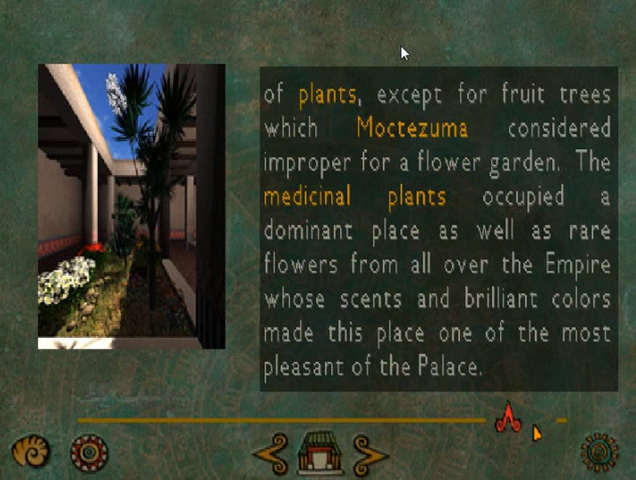 of plants, except for fruit trees
which Moctezuma considered
improper for a flower garden. The
medicinal plants occupied a
dominant place as well as rare
flowers from all over the Empire
whose scents and brilliant colors
made this place one of the most
pleasant of the Palace.